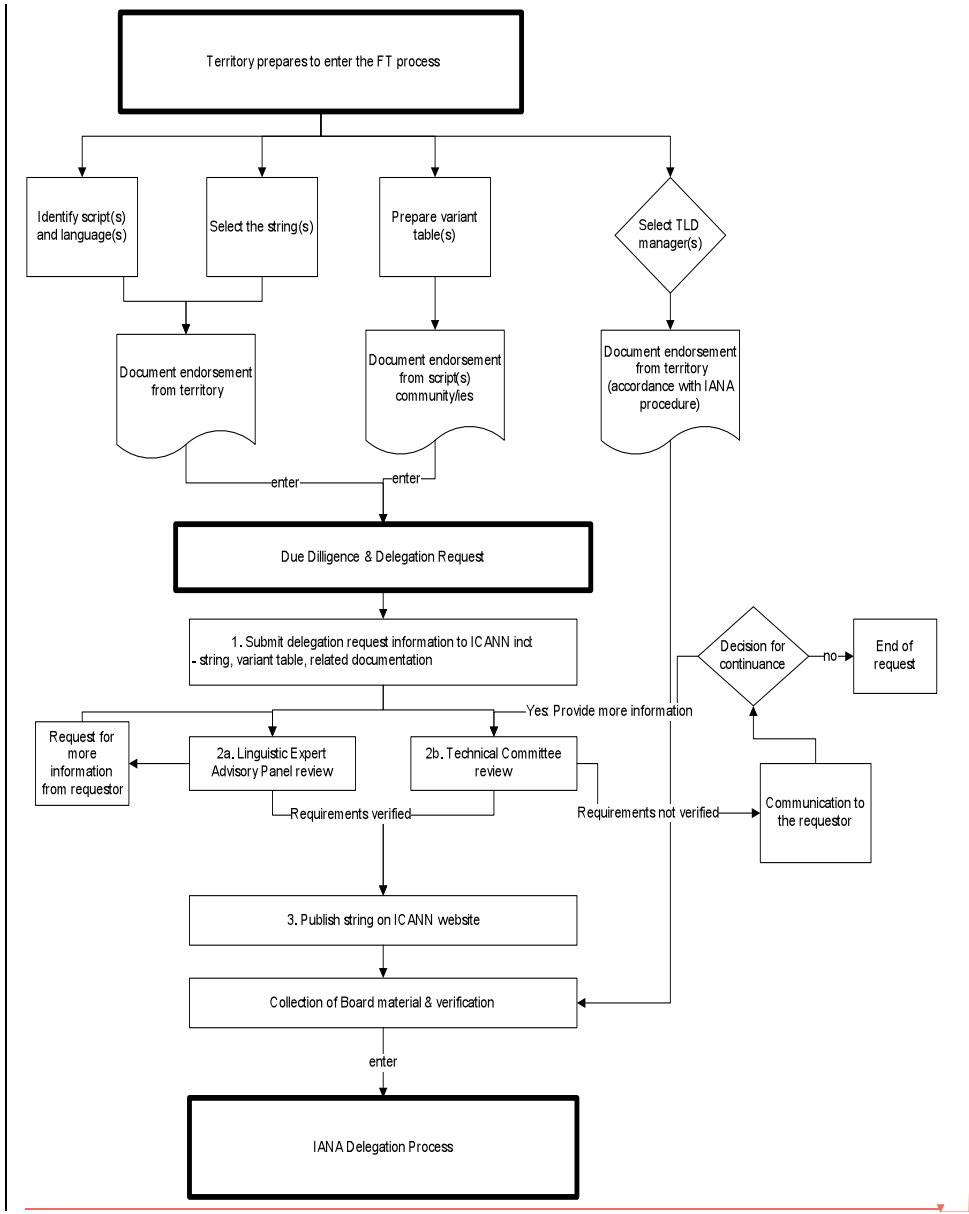 Territory prepares to enter the FT process
Identify script(s)
and language(s)
Select the string(s)
Prepare variant
table(s)
Select TLD
manager(s)
Document endorsement
from territory
Document endorsement
from script(s)
community/ies
Document endorsement
from territory
(accordance with IANA
procedure)
enter
enter
Due Dilligence & Delegation Request
1. Submit delegation request information to ICANN incl:
- string, variant table, related documentation
Decision for
continuance
no
End of
request
Yes: Provide more information
Request for
more
information
from requestor
2a. Linguistic Expert
Advisory Panel review
2b. Technical Committee
review
Requirements verified
Requirements not verified
Communication to
the requestor
3. Publish string on ICANN website
Collection of Board material & verification
enter
IANA Delegation Process